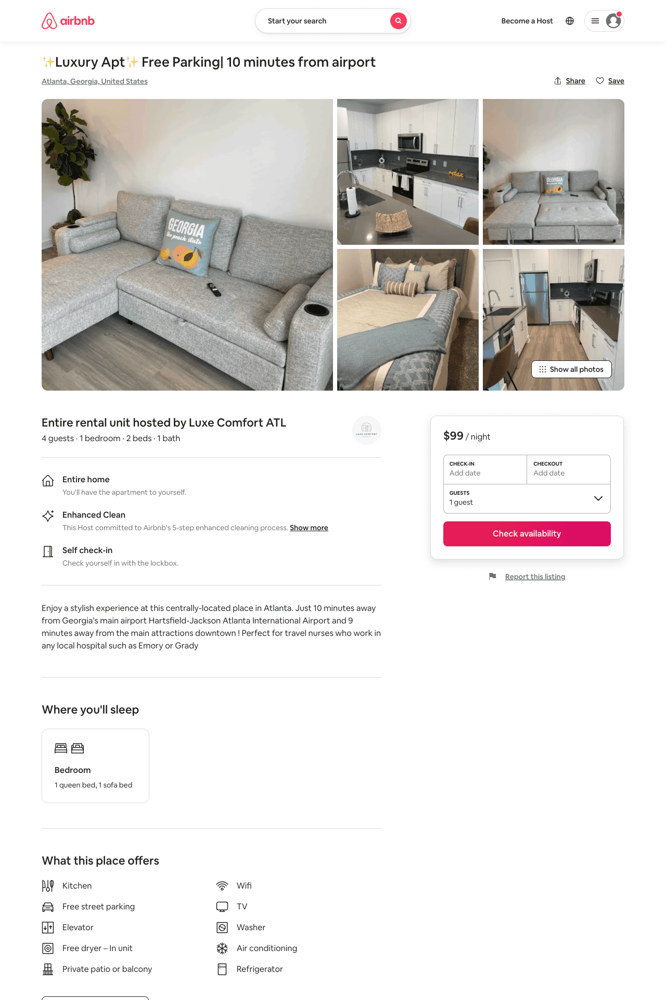 airbnb
Start your search
Become a Host
✨Luxury Apt✨ Free Parking| 10 minutes from airport
Atlanta, Georgia, United States
Share
Save
GEORGIA
the peach state
relax
GEORGIA
the peach state
Show all photos
Entire rental unit hosted by Luxe Comfort ATL
4 guests · 1 bedroom · 2 beds · 1 bath
LUXE COMFORT
$99 / night
CHECK-IN
Add date
CHECKOUT
Add date
GUESTS
1 guest
Check availability
Report this listing
Entire home
You’ll have the apartment to yourself.
Enhanced Clean
This Host committed to Airbnb's 5-step enhanced cleaning process. Show more
Self check-in
Check yourself in with the lockbox.
Enjoy a stylish experience at this centrally-located place in Atlanta. Just 10 minutes away
from Georgia’s main airport Hartsfield-Jackson Atlanta International Airport and 9
minutes away from the main attractions downtown ! Perfect for travel nurses who work in
any local hospital such as Emory or Grady
Where you'll sleep
Bedroom
1 queen bed, 1 sofa bed
What this place offers
Kitchen
Wifi
Free street parking
TV
Elevator
Washer
Free dryer – In unit
Air conditioning
Private patio or balcony
Refrigerator